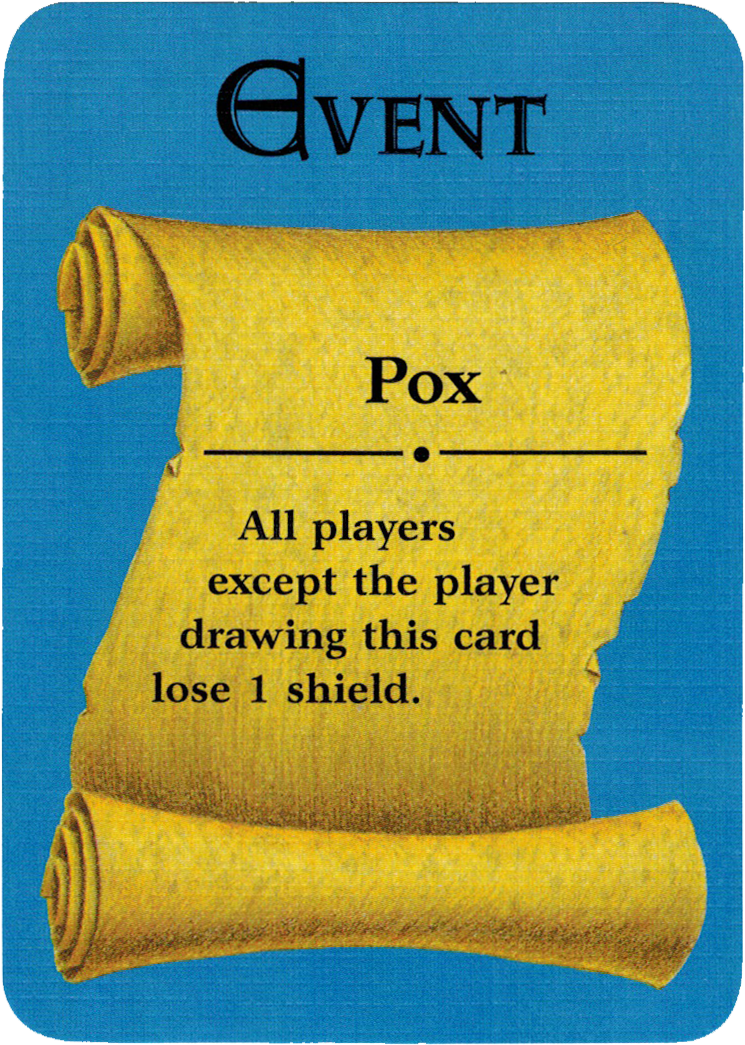 EVENT
Pox
All players
except the player
drawing this card
lose 1 shield.